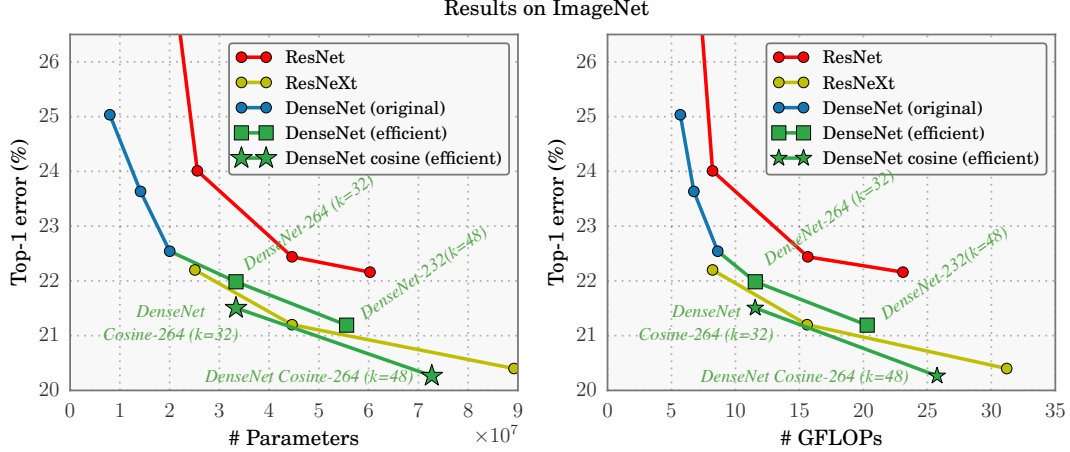 Results on ImageNet
Top-1 error (%)
26
25
24
23
22
21
20
ResNet
ResNeXt
DenseNet (original)
DenseNet (efficient)
DenseNet cosine (efficient)
DenseNet-264 (k=32)
DenseNet-232(k=48)
DenseNet
Cosine-264 (k=32)
DenseNet Cosine-264 (k=48)
0 1 2 3 4 5 6 7 8 9
×10⁷
# Parameters
Top-1 error (%)
26
25
24
23
22
21
20
ResNet
ResNeXt
DenseNet (original)
DenseNet (efficient)
DenseNet cosine (efficient)
DenseNet-264 (k=32)
DenseNet-232(k=48)
DenseNet
Cosine-264 (k=32)
DenseNet Cosine-264 (k=48)
0 5 10 15 20 25 30 35
# GFLOPs